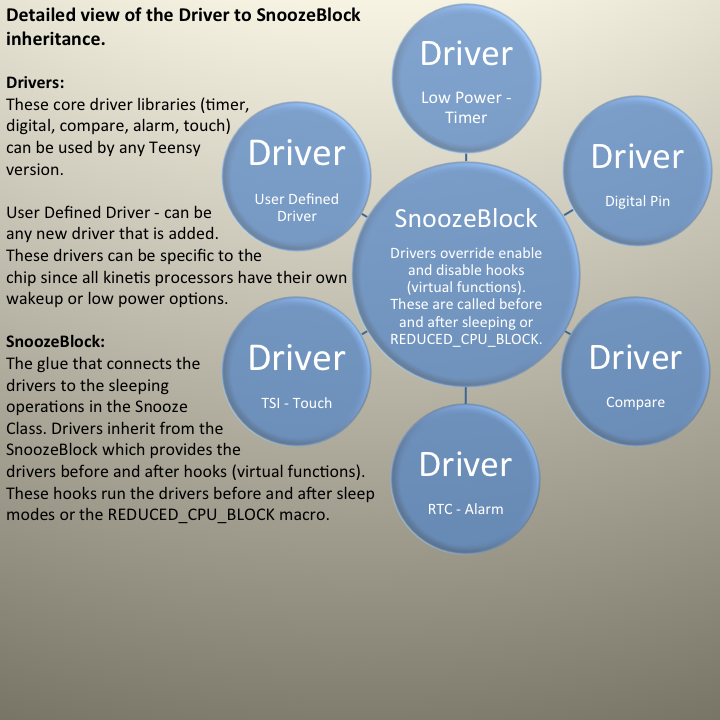 Detailed view of the Driver to SnoozeBlock
inheritance.
Drivers:
These core driver libraries (timer,
digital, compare, alarm, touch)
can be used by any Teensy
version.
User Defined Driver - can be
any new driver that is added.
These drivers can be specific to the
chip since all kinetis processors have their own
wakeup or low power options.
SnoozeBlock:
The glue that connects the
drivers to the sleeping
operations in the Snooze
Class. Drivers inherit from the
SnoozeBlock which provides the
drivers before and after hooks (virtual functions).
These hooks run the drivers before and after sleep
modes or the REDUCED_CPU_BLOCK macro.
Driver
Low Power -
Timer
Driver
Digital Pin
Driver
Compare
Driver
RTC - Alarm
Driver
TSI - Touch
Driver
User Defined
Driver
SnoozeBlock
Drivers override enable
and disable hooks
(virtual functions).
These are called before
and after sleeping or
REDUCED_CPU_BLOCK.